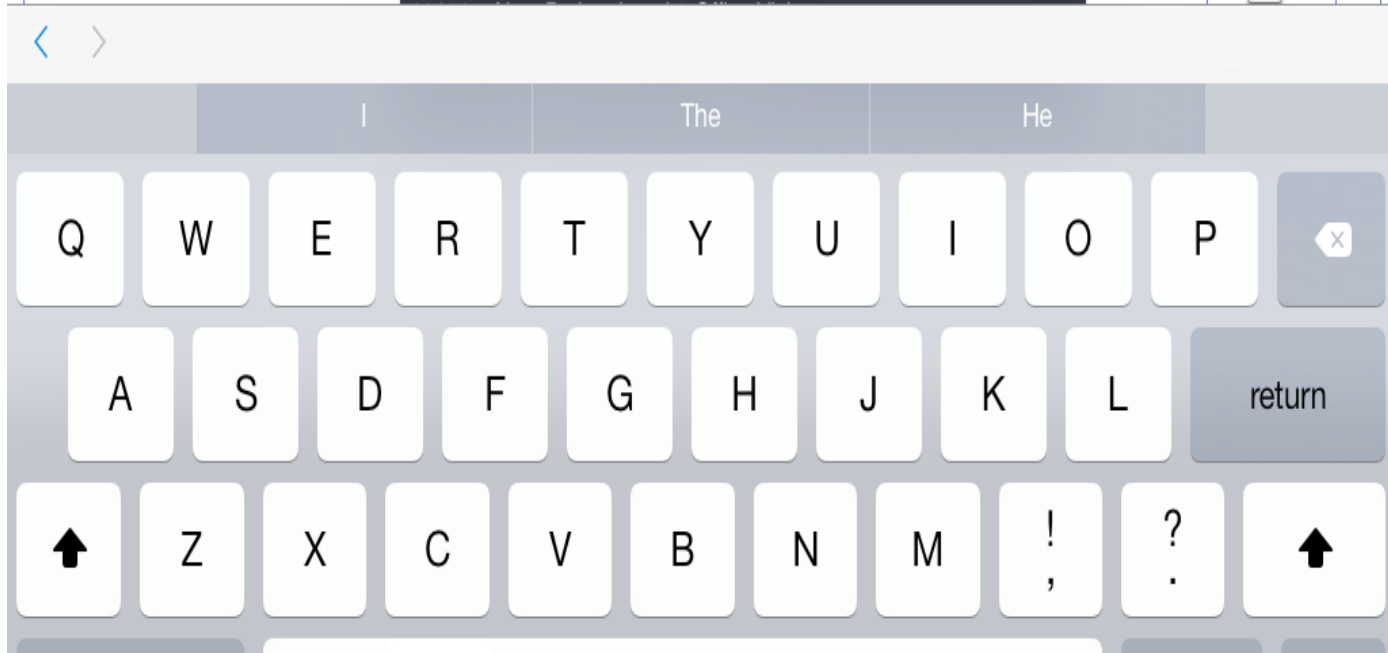 I The He
Q W E R T Y U I O P
A S D F G H J K L return
Z X C V B N M ! ?
, .